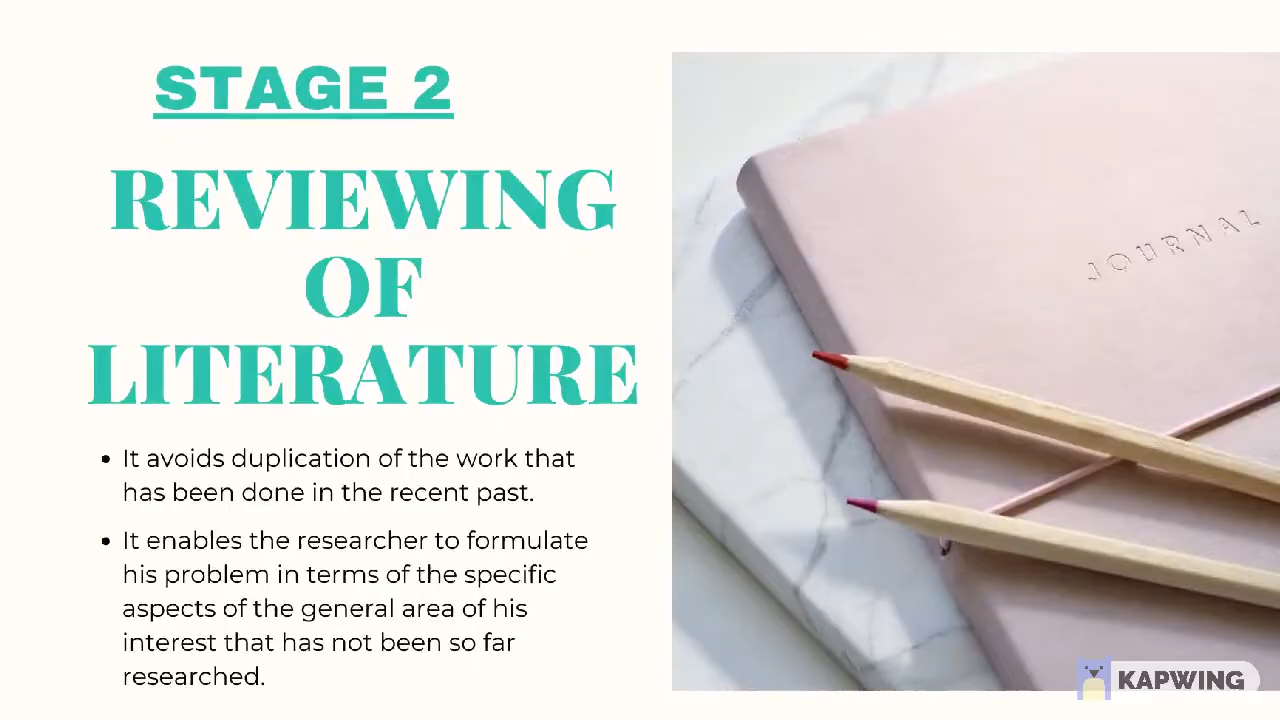 STAGE 2
REVIEWING
OF
LITERATURE
• It avoids duplication of the work that
has been done in the recent past.
• It enables the researcher to formulate
his problem in terms of the specific
aspects of the general area of his
interest that has not been so far
researched.
JOURNAL
KAPWING